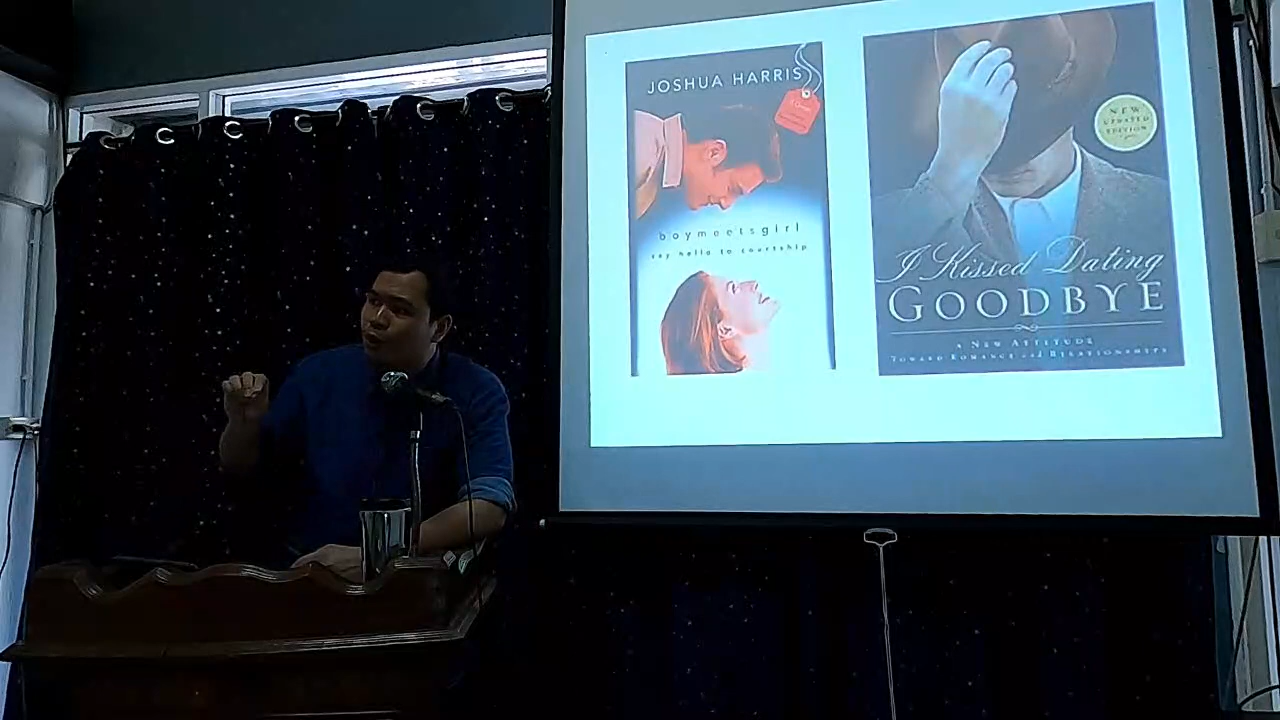 JOSHUA HARRIS
boymeetsgirl
say hello to courtship
NEW
UPDATED
EDITION
I Kissed Dating
GOODBYE
A NEW ATTITUDE
TOWARD ROMANCE and RELATIONSHIPS